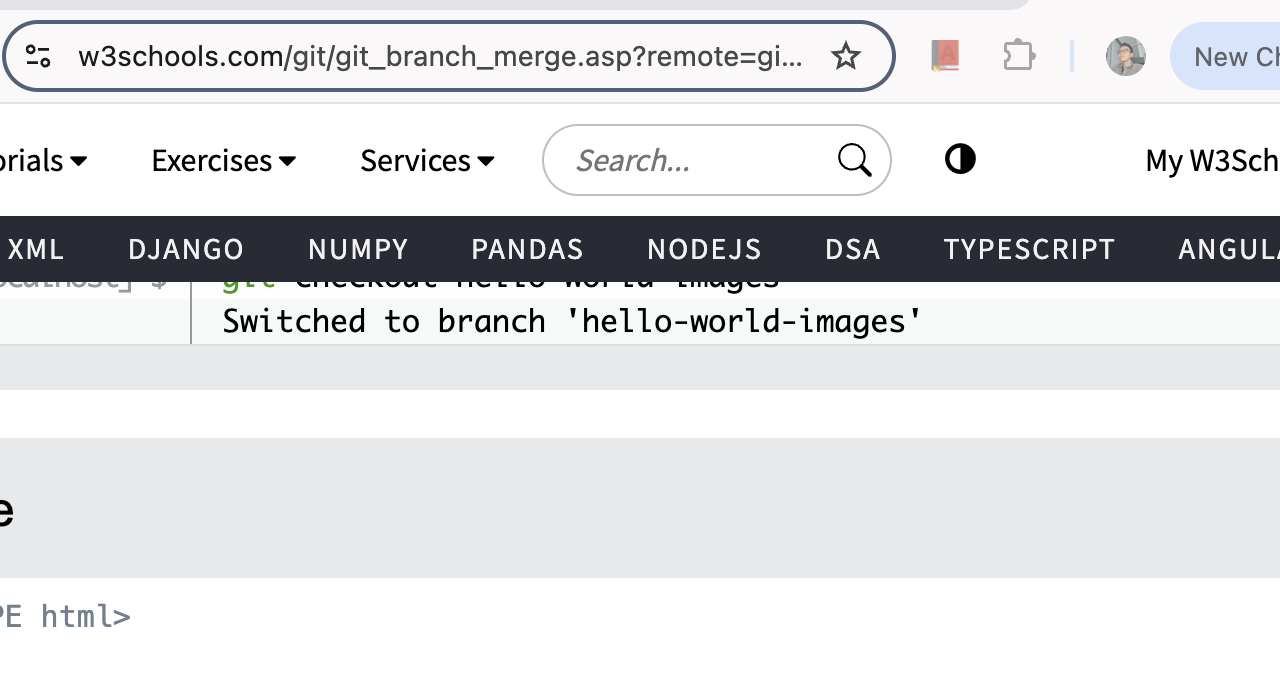 w3schools.com/git/git_branch_merge.asp?remote=gi...
New Ch
orials Exercises Services Search... My W3Sch
XML DJANGO NUMPY PANDAS NODEJS DSA TYPESCRIPT ANGULA
ocalhost] $ git checkout hello-world-images
Switched to branch 'hello-world-images'
e
PE html>